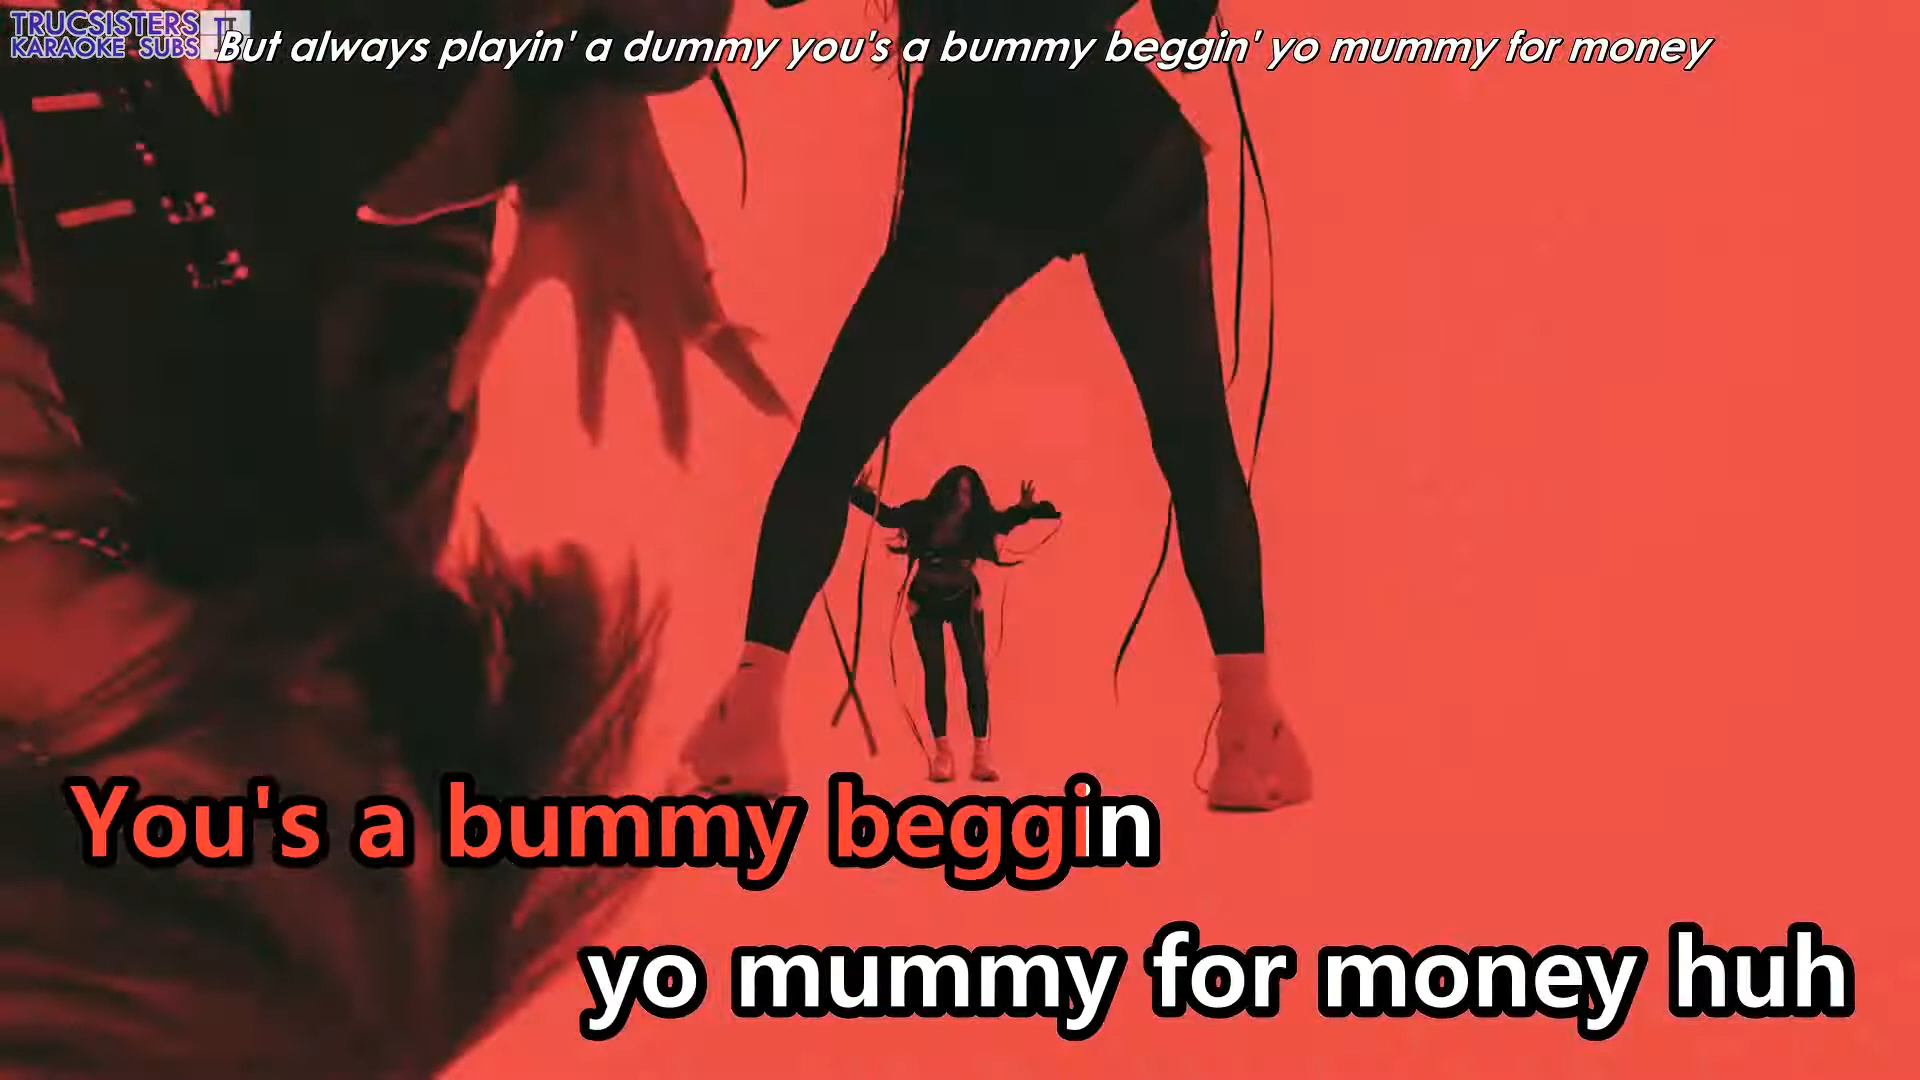 TRUCSISTERS
KARAOKE SUBS
But always playin' a dummy you's a bummy beggin' yo mummy for money
You's a bummy beggin
yo mummy for money huh